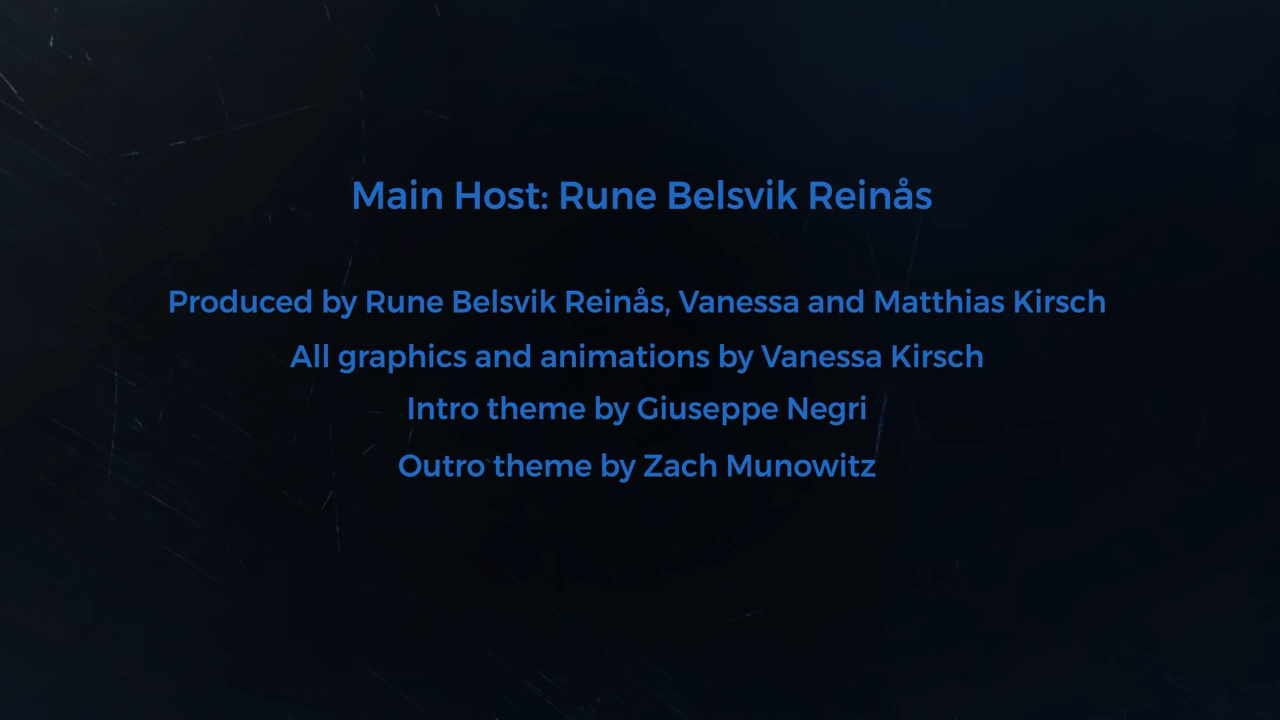 Main Host: Rune Belsvik Reinås
Produced by Rune Belsvik Reinås, Vanessa and Matthias Kirsch
All graphics and animations by Vanessa Kirsch
Intro theme by Giuseppe Negri
Outro theme by Zach Munowitz